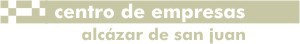 centro de empresas
alcázar de san juan